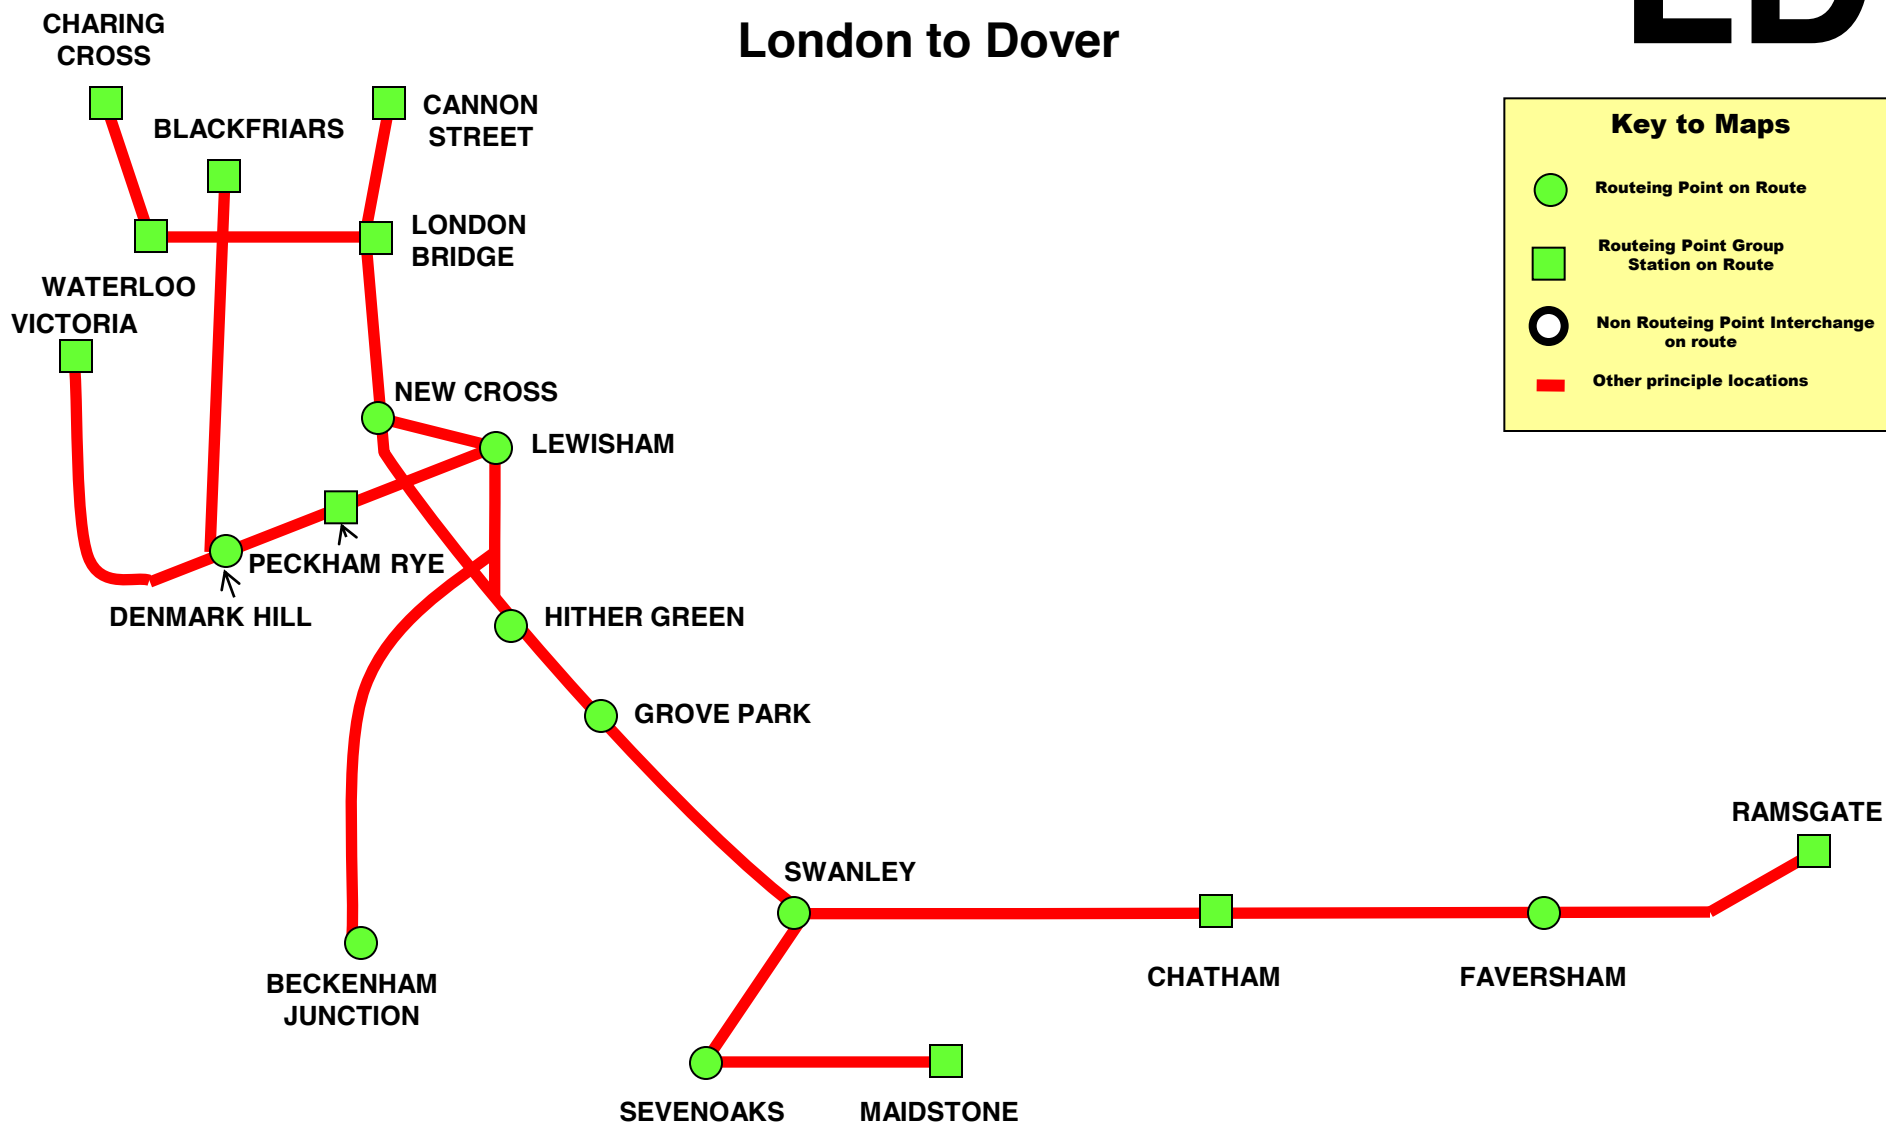 LD
London to Dover
CHARING
CROSS
BLACKFRIARS
CANNON
STREET
LONDON
BRIDGE
WATERLOO
VICTORIA
NEW CROSS
LEWISHAM
PECKHAM RYE
DENMARK HILL
HITHER GREEN
GROVE PARK
SWANLEY
RAMSGATE
BECKENHAM
JUNCTION
CHATHAM
FAVERSHAM
SEVENOAKS
MAIDSTONE
Key to Maps
Routeing Point on Route
Routeing Point Group
Station on Route
Non Routeing Point Interchange
on route
Other principle locations